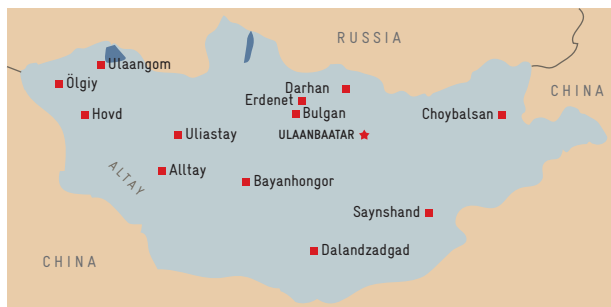 RUSSIA
Ulaangom
Ölgiy
Darhan
CHINA
Erdenet
Hovd
Bulgan
Choybalsan
Uliastay
ULAANBAATAR
Alltay
ALTAY
Bayanhongor
Saynshand
Dalandzadgad
CHINA